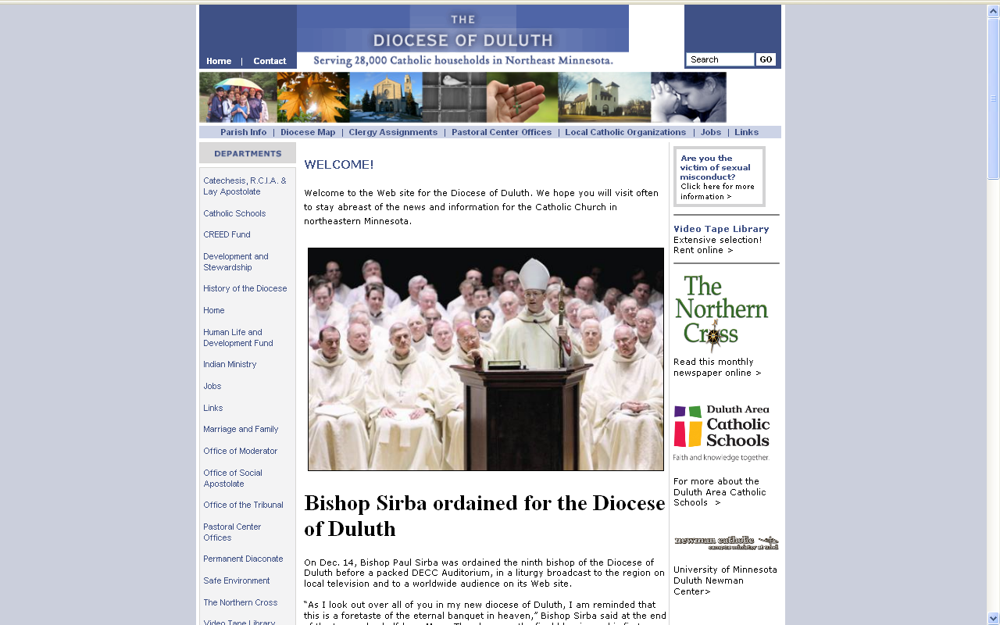 THE
DIOCESE OF DULUTH
Home | Contact
Serving 28,000 Catholic households in Northeast Minnesota.
Search GO
Parish Info | Diocese Map | Clergy Assignments | Pastoral Center Offices | Local Catholic Organizations | Jobs | Links
DEPARTMENTS
Catechesis, R.C.I.A. &
Lay Apostolate
Catholic Schools
CREED Fund
Development and
Stewardship
History of the Diocese
Home
Human Life and
Development Fund
Indian Ministry
Jobs
Links
Marriage and Family
Office of Moderator
Office of Social
Apostolate
Office of the Tribunal
Pastoral Center
Offices
Permanent Diaconate
Safe Environment
The Northern Cross
Video Tape Library
WELCOME!
Welcome to the Web site for the Diocese of Duluth. We hope you will visit often
to stay abreast of the news and information for the Catholic Church in
northeastern Minnesota.
Bishop Sirba ordained for the Diocese
of Duluth
On Dec. 14, Bishop Paul Sirba was ordained the ninth bishop of the Diocese of
Duluth before a packed DECC Auditorium, in a liturgy broadcast to the region on
local television and to a worldwide audience on its Web site.
“As I look out over all of you in my new diocese of Duluth, I am reminded that
this is a foretaste of the eternal banquet in heaven,” Bishop Sirba said at the end
Are you the
victim of sexual
misconduct?
Click here for more
information >
Video Tape Library
Extensive selection!
Rent online >
The
Northern
Cross
Read this monthly
newspaper online >
Duluth Area
Catholic
Schools
Faith and knowledge together.
For more about the
Duluth Area Catholic
Schools >
newman catholic
campus ministry at umd
University of Minnesota
Duluth Newman
Center>